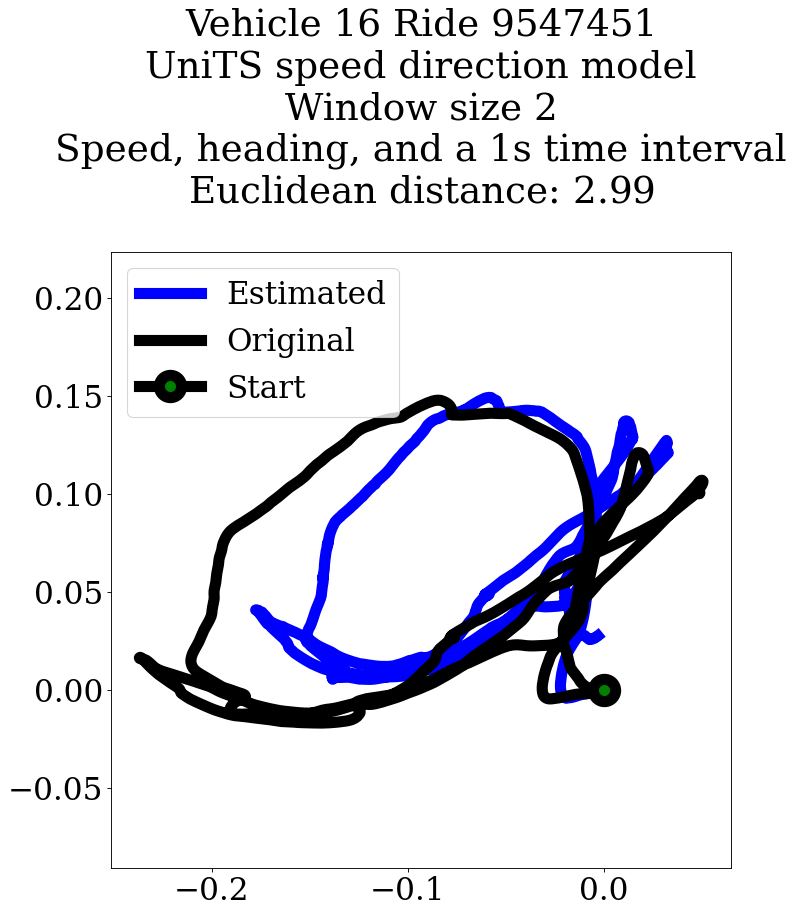 Vehicle 16 Ride 9547451
UniTS speed direction model
Window size 2
Speed, heading, and a 1s time interval
Euclidean distance: 2.99
Estimated
Original
Start
0.20
0.15
0.10
0.05
0.00
−0.05
−0.2
−0.1
0.0